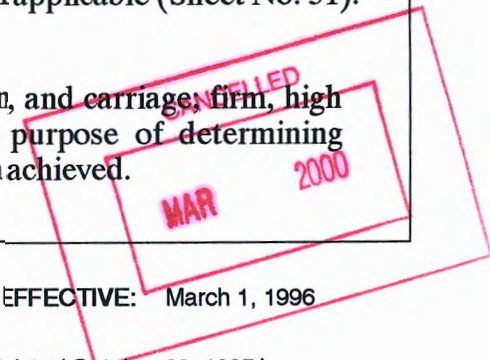 applicable (Sheet No. 31).
n, and carriage; firm, high
purpose of determining
achieved.
CANCELLED
MAR 2000
EFFECTIVE: March 1, 1996